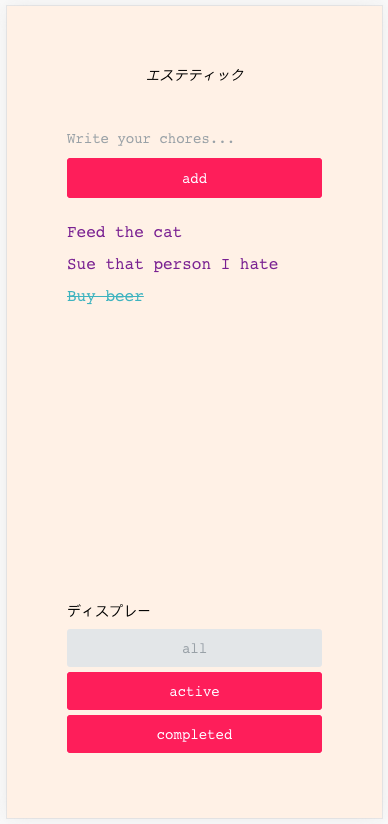 エステティック
Write your chores...
add
Feed the cat
Sue that person I hate
Buy beer
ディスプレー
all
active
completed